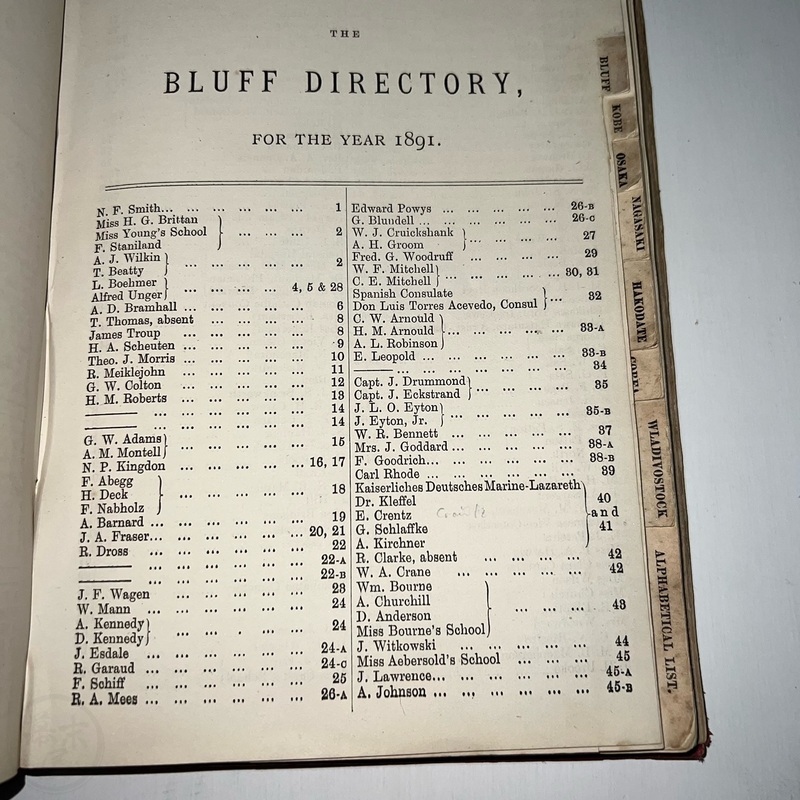 THE
BLUFF DIRECTORY,
FOR THE YEAR 1891.
N. F. Smith... ... ... ... ... ... 1
Miss H. G. Brittan
Miss Young's School } ... ... ... 2
F. Staniland
A. J. Wilkin
T. Beatty } ... ... ... ... ... 2
L. Boehmer
Alfred Unger } ... ... ... 4, 5 & 28
A. D. Bramhall ... ... ... ... ... 6
T. Thomas, absent ... ... ... ... 8
James Troup ... ... ... ... ... 8
H. A. Scheuten ... ... ... ... ... 9
Theo. J. Morris ... ... ... ... ... 10
R. Meiklejohn ... ... ... ... ... 11
G. W. Colton ... ... ... ... ... 12
H. M. Roberts ... ... ... ... ... 13
——— ... ... ... ... ... 14
——— ... ... ... ... ... 14
G. W. Adams
A. M. Montell } ... ... ... ... ... 15
N. P. Kingdon ... ... ... ... ... 16, 17
F. Abegg
H. Deck } ... ... ... ... ... 18
F. Nabholz
A. Barnard ... ... ... ... ... ... 19
J. A. Fraser... ... ... ... ... ... 20, 21
R. Dross ... ... ... ... ... ... 22
——— ... ... ... ... ... ... 22-A
——— ... ... ... ... ... ... 22-B
J. F. Wagen ... ... ... ... ... 23
W. Mann ... ... ... ... ... ... 24
A. Kennedy
D. Kennedy } ... ... . ... ... 24
J. Esdale ... ... ... ... ... ... 24-A
R. Garaud ... ... ... ... ... ... 24-C
F. Schiff ... ... ... ... ... ... 25
R. A. Mees ... ... ... ... ... ... 26-A
Edward Powys ... ... ... ... ... 26-B
G. Blundell ... ... ... ... ... ... 26-C
W. J. Cruickshank
A. H. Groom } ... ... ... ... 27
Fred. G. Woodruff ... ... ... ... 29
W. F. Mitchell
C. E. Mitchell } ... ... ... ... ... 30, 31
Spanish Consulate
Don Luis Torres Acevedo, Consul } ... 32
C. W. Arnould
H. M. Arnould } ... ... ... ... ... 33-A
A. L. Robinson
E. Leopold ... ... ... ... ... ... 33-B
——— ... ... ... ... ... ... 34
Capt. J. Drummond
Capt. J. Eckstrand } ... ... ... ... 35
J. L. O. Eyton
J. Eyton, Jr. } ... ... ... ... ... 35-B
W. R. Bennett ... ... ... ... ... 37
Mrs. J. Goddard ... ... ... ... ... 38-A
F. Goodrich... ... ... ... ... ... 38-B
Carl Rhode ... ... ... ... ... ... 39
Kaiserliches Deutsches Marine-Lazareth
Dr. Kleffel 40
E. Crentz } and
G. Schlaffke 41
A. Kirchner
R. Clarke, absent ... ... ... ... 42
W. A. Crane ... ... ... ... ... 42
Wm. Bourne
A. Churchill
D. Anderson } ... ... ... ... 43
Miss Bourne's School
J. Witkowski ... ... ... ... ... 44
Miss Aebersold's School ... ... ... 45
J. Lawrence... ... ... ... ... ... 45-A
A. Johnson ... ... ... ... ... ... 45-B
BLUFF
KOBE
OSAKA
NAGASAKI
HAKODATE
WLADIVOSTOCK
ALPHABETICAL LIST.